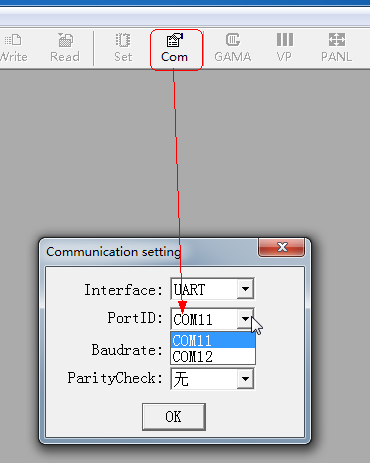 Write Read Set Com GAMA VP PANL
Communication setting
Interface: UART
PortID: COM11
COM11
Baudrate: COM12
ParityCheck: 无
OK